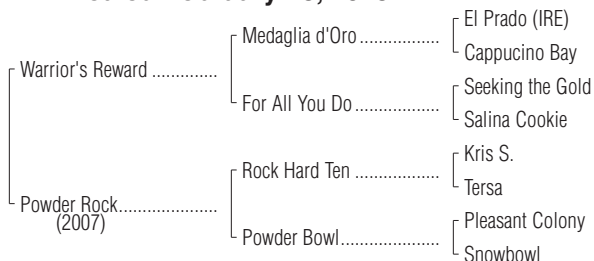 El Prado (IRE)
Medaglia d'Oro ..................
Cappucino Bay
Warrior's Reward ..............
Seeking the Gold
For All You Do ...................
Salina Cookie
Kris S.
Rock Hard Ten ...................
Tersa
Powder Rock.....................
(2007)
Pleasant Colony
Powder Bowl......................
Snowbowl